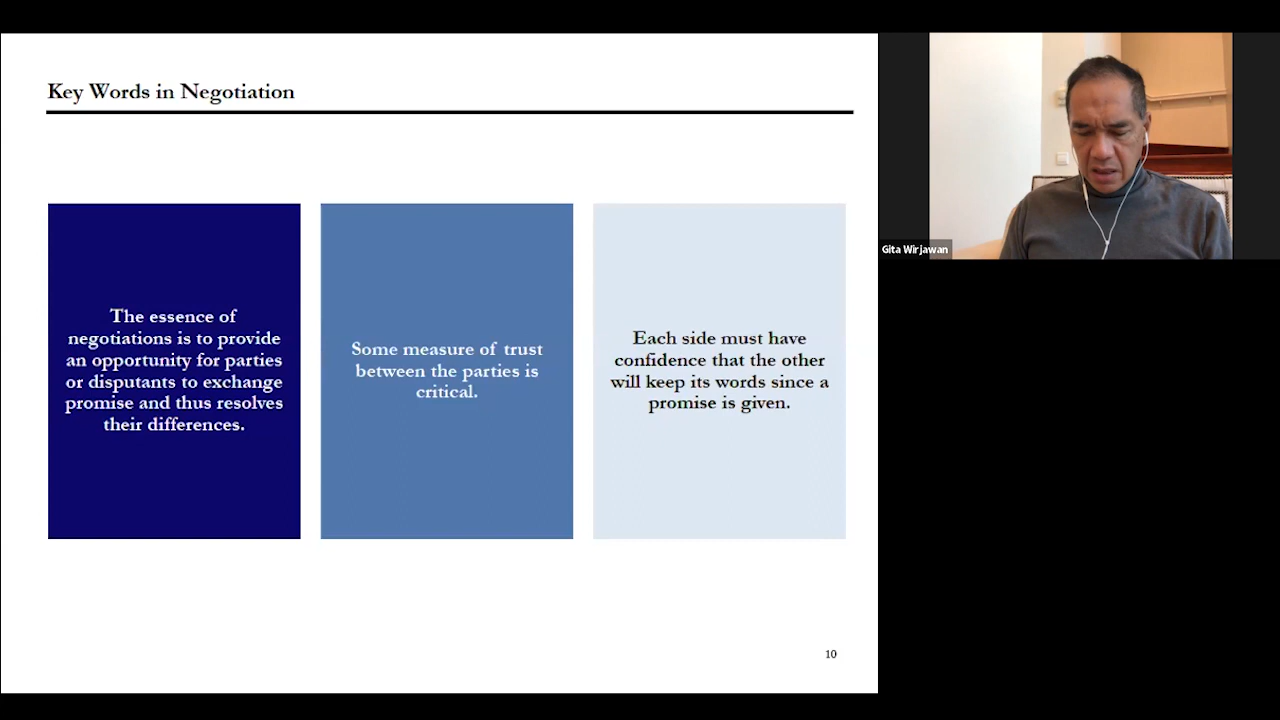 Key Words in Negotiation
The essence of
negotiations is to provide
an opportunity for parties
or disputants to exchange
promise and thus resolves
their differences.
Some measure of trust
between the parties is
critical.
Each side must have
confidence that the other
will keep its words since a
promise is given.
10
Gita Wirjawan